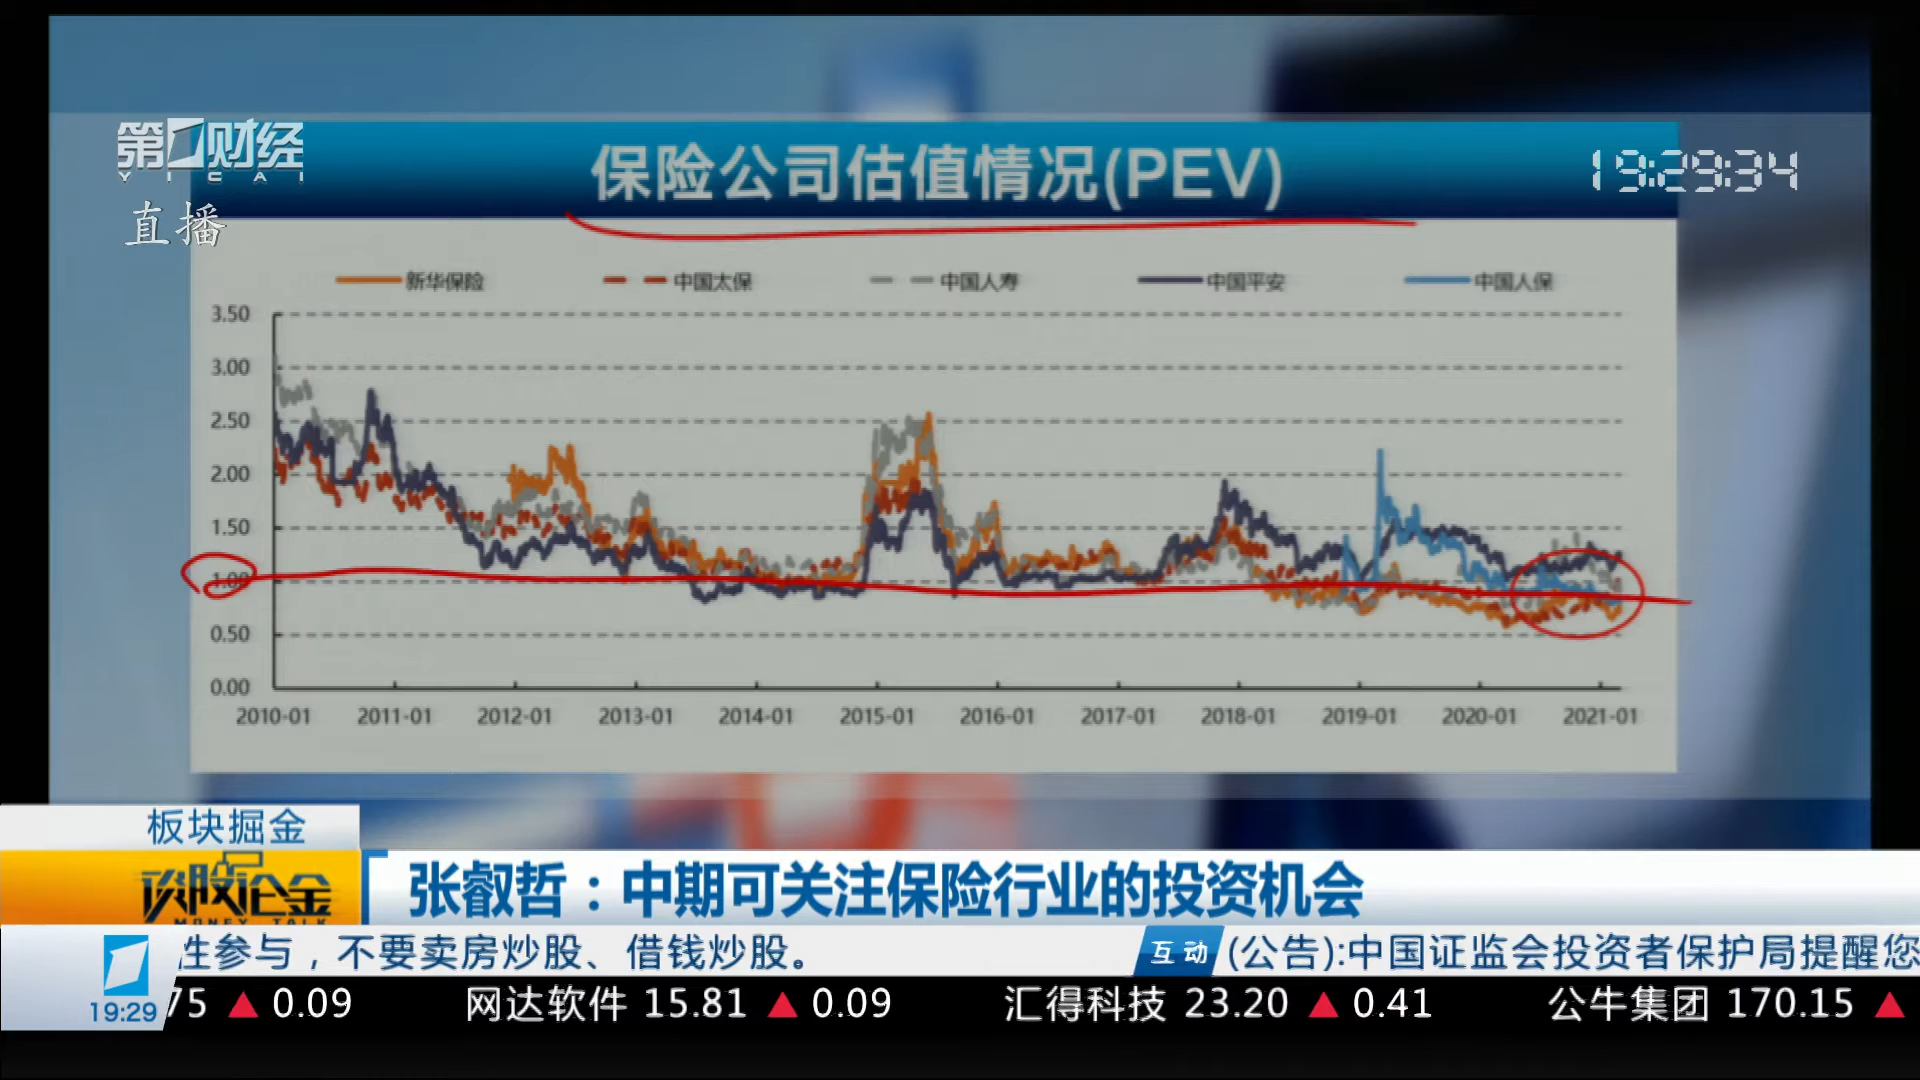 第一财经
YICAI
直播
保险公司估值情况(PEV)
19:29:34
新华保险 中国太保 中国人寿 中国平安 中国人保
3.50
3.00
2.50
2.00
1.50
1.00
0.50
0.00
2010-01 2011-01 2012-01 2013-01 2014-01 2015-01 2016-01 2017-01 2018-01 2019-01 2020-01 2021-01
板块掘金
谈股论金
MONEY TALK
张叡哲：中期可关注保险行业的投资机会
性参与，不要卖房炒股、借钱炒股。 互动 (公告):中国证监会投资者保护局提醒您
19:29
75 ▲ 0.09 网达软件 15.81 ▲ 0.09 汇得科技 23.20 ▲ 0.41 公牛集团 170.15 ▲